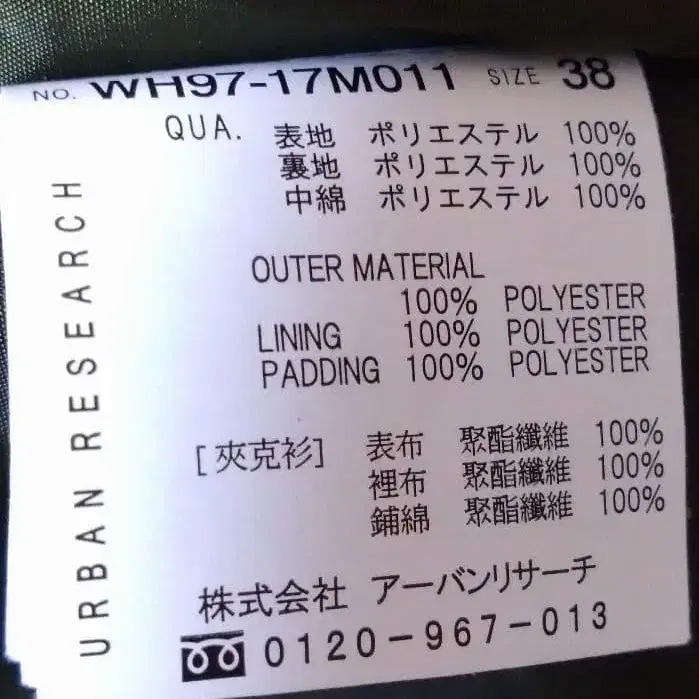 NO. WH97-17M011 SIZE 38
QUA. 表地 ポリエステル 100%
裏地 ポリエステル 100%
中綿 ポリエステル 100%
OUTER MATERIAL
100% POLYESTER
LINING 100% POLYESTER
PADDING 100% POLYESTER
[夾克衫] 表布 聚酯纖維 100%
裡布 聚酯纖維 100%
鋪綿 聚酯纖維 100%
株式会社 アーバンリサーチ
0120-967-013
URBAN RESEARCH